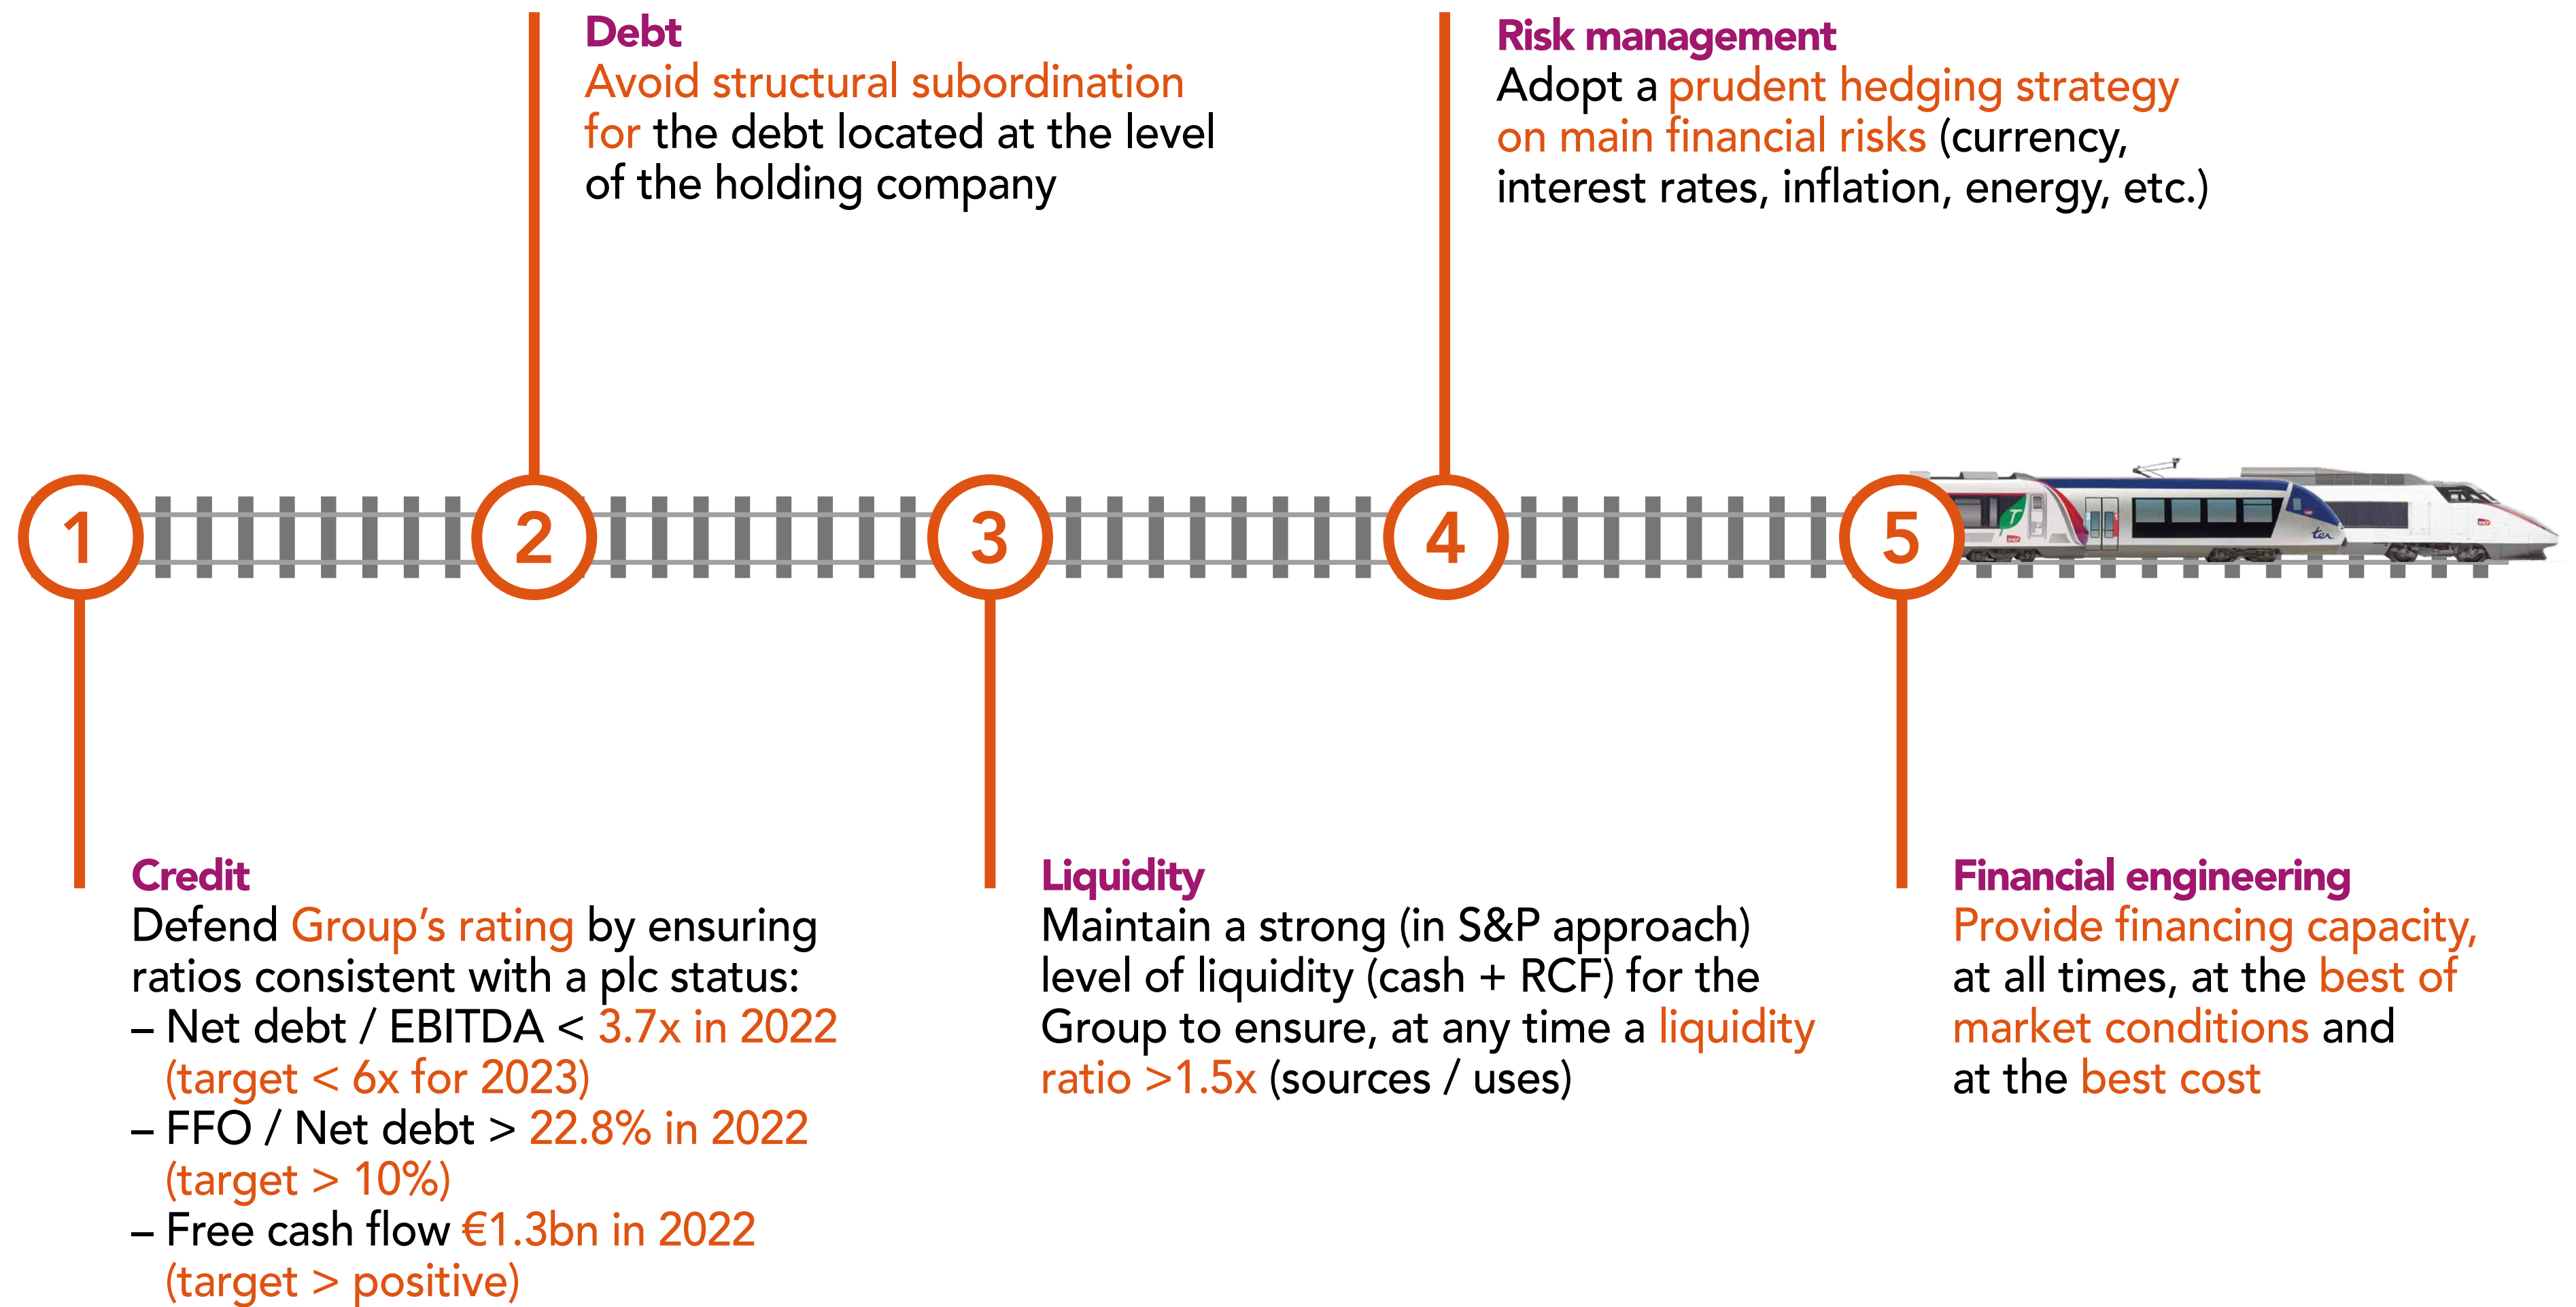 Debt
Avoid structural subordination
for the debt located at the level
of the holding company
Risk management
Adopt a prudent hedging strategy
on main financial risks (currency,
interest rates, inflation, energy, etc.)
1
2
3
4
5
ter
Credit
Defend Group’s rating by ensuring
ratios consistent with a plc status:
– Net debt / EBITDA < 3.7x in 2022
(target < 6x for 2023)
– FFO / Net debt > 22.8% in 2022
(target > 10%)
– Free cash flow €1.3bn in 2022
(target > positive)
Liquidity
Maintain a strong (in S&P approach)
level of liquidity (cash + RCF) for the
Group to ensure, at any time a liquidity
ratio >1.5x (sources / uses)
Financial engineering
Provide financing capacity,
at all times, at the best of
market conditions and
at the best cost